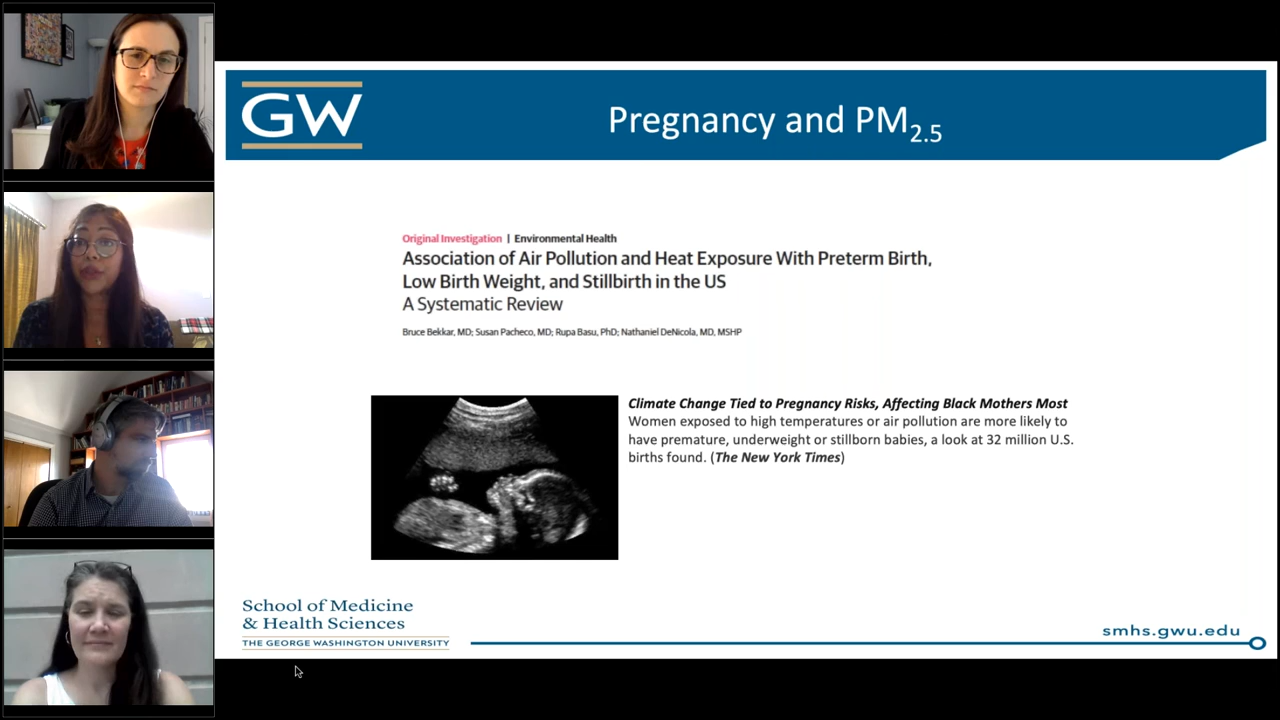 GW
Pregnancy and PM2.5
Original Investigation | Environmental Health
Association of Air Pollution and Heat Exposure With Preterm Birth,
Low Birth Weight, and Stillbirth in the US
A Systematic Review
Bruce Bekkar, MD; Susan Pacheco, MD; Rupa Basu, PhD; Nathaniel DeNicola, MD, MSHP
Climate Change Tied to Pregnancy Risks, Affecting Black Mothers Most
Women exposed to high temperatures or air pollution are more likely to
have premature, underweight or stillborn babies, a look at 32 million U.S.
births found. (The New York Times)
School of Medicine
& Health Sciences
THE GEORGE WASHINGTON UNIVERSITY
smhs.gwu.edu